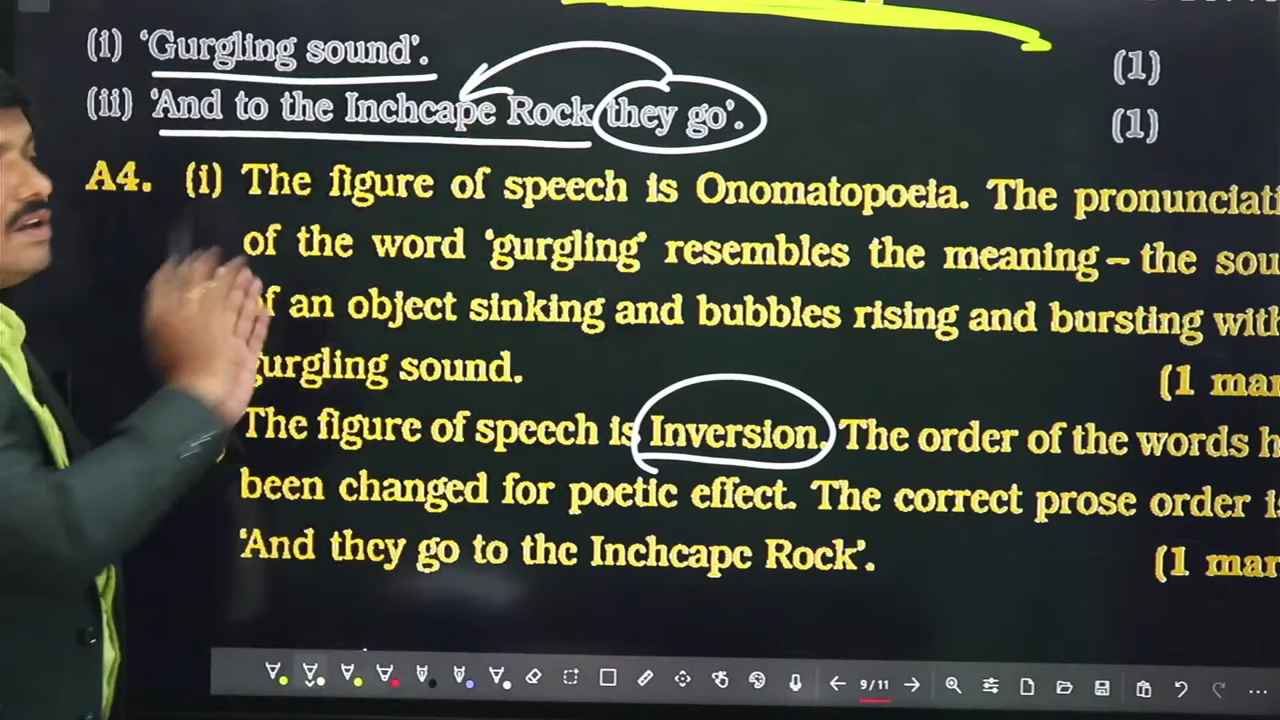 (i) ‘Gurgling sound’. (1)
(ii) ‘And to the Inchcape Rock they go’. (1)
A4. (i) The figure of speech is Onomatopoeia. The pronunciati
of the word ‘gurgling’ resembles the meaning – the sou
of an object sinking and bubbles rising and bursting with
gurgling sound. (1 mar
The figure of speech is Inversion. The order of the words h
been changed for poetic effect. The correct prose order i
‘And they go to the Inchcape Rock’. (1 mar
9/11